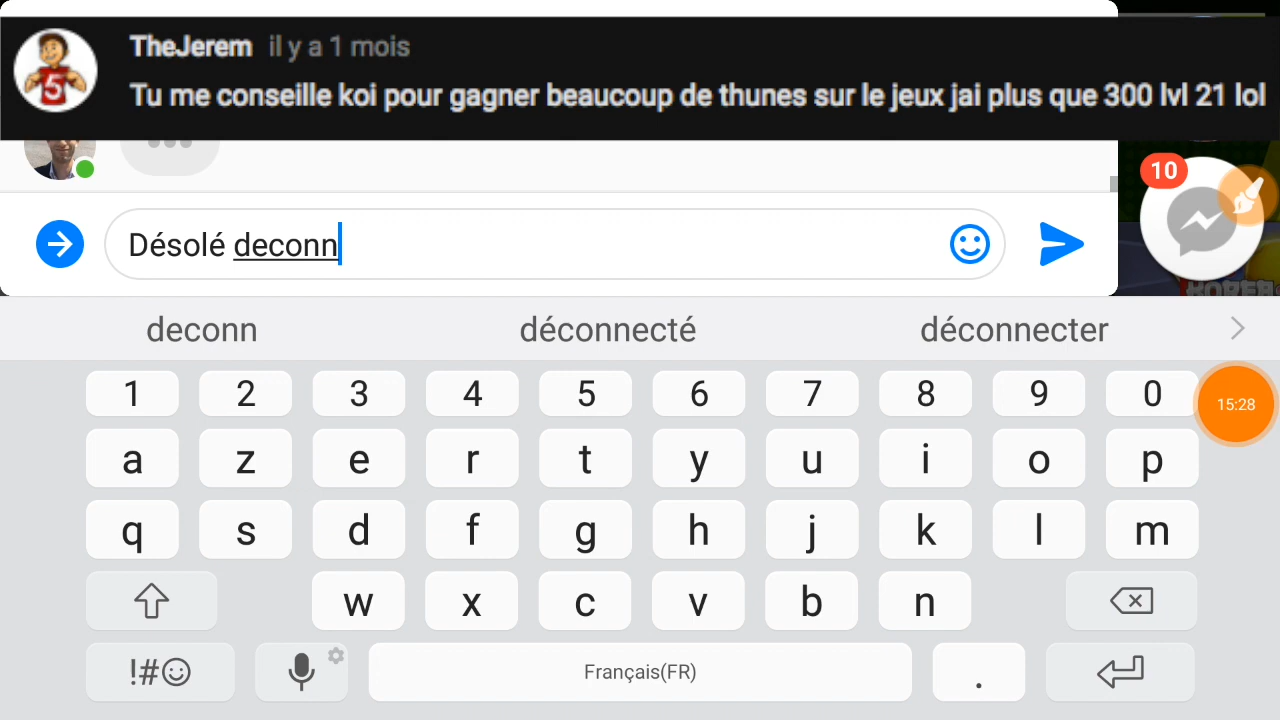 TheJerem il y a 1 mois
Tu me conseille koi pour gagner beaucoup de thunes sur le jeux jai plus que 300 lvl 21 lol
10
Désolé deconn
deconn déconnecté déconnecter
1 2 3 4 5 6 7 8 9 0
15:28
a z e r t y u i o p
q s d f g h j k l m
w x c v b n
!#
Français(FR)
.